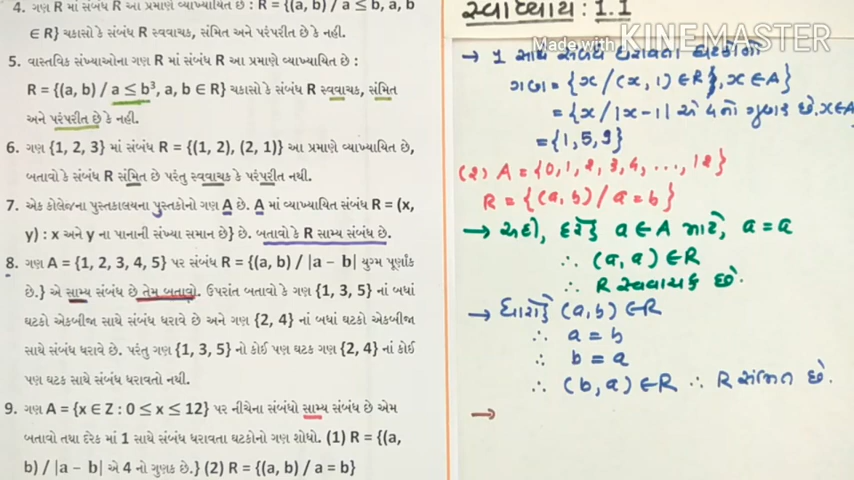 4. ગણ R માં સંબંધ R આ પ્રમાણે વ્યાખ્યાયિત છે : R = {(a, b) / a ≤ b², a, b
∈ R} ચકાસો કે સંબંધ R સ્વવાચક, સંમિત અને પરંપરીત છે કે નહી.
5. વાસ્તવિક સંખ્યાઓના ગણ R માં સંબંધ R આ પ્રમાણે વ્યાખ્યાયિત છે :
R = {(a, b) / a ≤ b³, a, b ∈ R} ચકાસો કે સંબંધ R સ્વવાચક, સંમિત
અને પરંપરીત છે કે નહી.
6. ગણ {1, 2, 3} માં સંબંધ R = {(1, 2), (2, 1)} આ પ્રમાણે વ્યાખ્યાયિત છે,
બતાવો કે સંબંધ R સંમિત છે પરંતુ સ્વવાચક કે પરંપરીત નથી.
7. એક કોલેજના પુસ્તકાલયના પુસ્તકોનો ગણ A છે. A માં વ્યાખ્યાયિત સંબંધ R = (x,
y) : x અને y ના પાનાની સંખ્યા સમાન છે} છે. બતાવો કે R સામ્ય સંબંધ છે.
8. ગણ A = {1, 2, 3, 4, 5} પર સંબંધ R = {(a, b) / |a – b| યુગ્મ પૂર્ણાંક
છે.} એ સામ્ય સંબંધ છે તેમ બતાવો. ઉપરાંત બતાવો કે ગણ {1, 3, 5} નાં બધાં
ઘટકો એકબીજા સાથે સંબંધ ધરાવે છે અને ગણ {2, 4} નાં બધાં ઘટકો એકબીજા
સાથે સંબંધ ધરાવે છે. પરંતુ ગણ {1, 3, 5} નો કોઈ પણ ઘટક ગણ {2, 4} નાં કોઈ
પણ ઘટક સાથે સંબંધ ધરાવતો નથી.
9. ગણ A = {x ∈ Z : 0 ≤ x ≤ 12} પર નીચેના સંબંધો સામ્ય સંબંધ છે એમ
બતાવો તથા દરેક માં 1 સાથે સંબંધ ધરાવતા ઘટકોનો ગણ શોધો. (1) R = {(a,
b) / |a – b| એ 4 નો ગુણક છે.} (2) R = {(a, b) / a = b}
સ્વાધ્યાય : 1.1
Made with KINEMASTER
→ 1 સાથે સંબંધ ધરાવતા ઘટકોનો
ગણ = {x / (x, 1) ∈ R}, x ∈ A}
= {x / |x-1| એ 4 નો ગુણક છે, x ∈ A}
= {1, 5, 9}
(2) A = {0, 1, 2, 3, 4, ..., 12}
R = {(a, b) / a = b}
→ અહીં, દરેક a ∈ A માટે, a = a
∴ (a, a) ∈ R
∴ R સ્વવાચક છે.
→ ધારોકે (a, b) ∈ R
∴ a = b
∴ b = a
∴ (b, a) ∈ R ∴ R સંમિત છે.
→